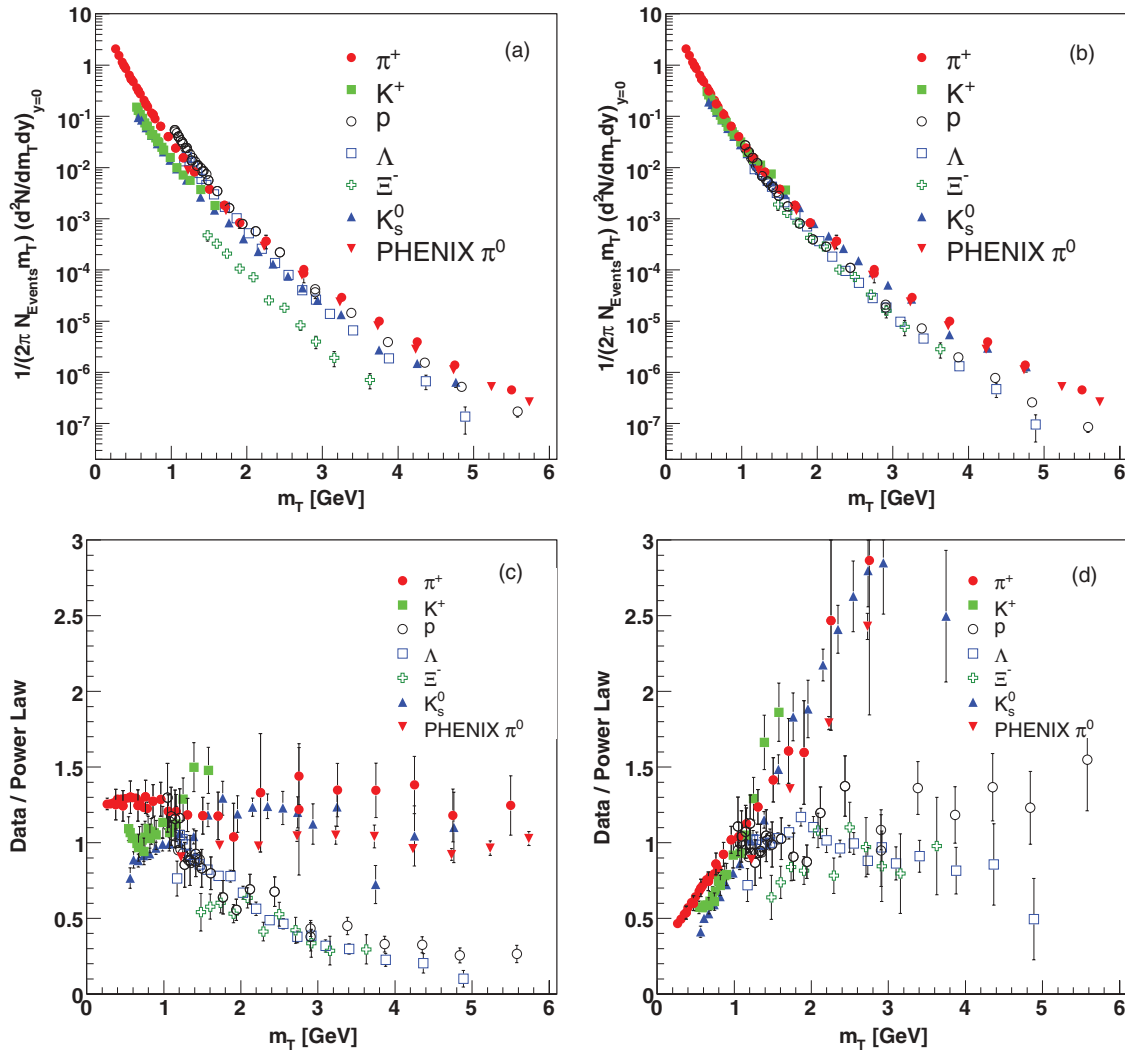 (a)
π⁺
K⁺
p
Λ
Ξ⁻
K⁰ₛ
PHENIX π⁰
1/(2π N_Events m_T) (d²N/dm_T dy)_y=0
1
10⁻¹
10⁻²
10⁻³
10⁻⁴
10⁻⁵
10⁻⁶
10⁻⁷
0 1 2 3 4 5 6
m_T [GeV]
(b)
π⁺
K⁺
p
Λ
Ξ⁻
K⁰ₛ
PHENIX π⁰
1/(2π N_Events m_T) (d²N/dm_T dy)_y=0
1
10⁻¹
10⁻²
10⁻³
10⁻⁴
10⁻⁵
10⁻⁶
10⁻⁷
0 1 2 3 4 5 6
m_T [GeV]
(c)
π⁺
K⁺
p
Λ
Ξ⁻
K⁰ₛ
PHENIX π⁰
Data / Power Law
3
2.5
2
1.5
1
0.5
0
0 1 2 3 4 5 6
m_T [GeV]
(d)
π⁺
K⁺
p
Λ
Ξ⁻
K⁰ₛ
PHENIX π⁰
Data / Power Law
3
2.5
2
1.5
1
0.5
0
0 1 2 3 4 5 6
m_T [GeV]